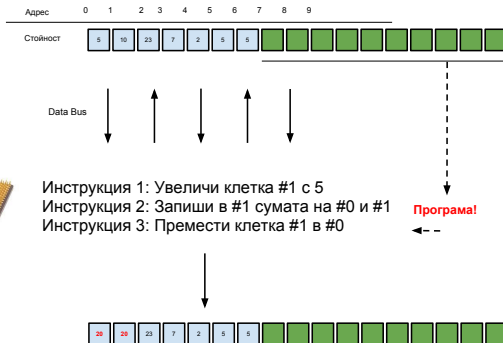 Адрес 0 1 2 3 4 5 6 7 8 9
Стойност 5 10 23 7 2 5 5
Data Bus
Инструкция 1: Увеличи клетка #1 с 5
Инструкция 2: Запиши в #1 сумата на #0 и #1
Програма!
Инструкция 3: Премести клетка #1 в #0
20 20 23 7 2 5 5